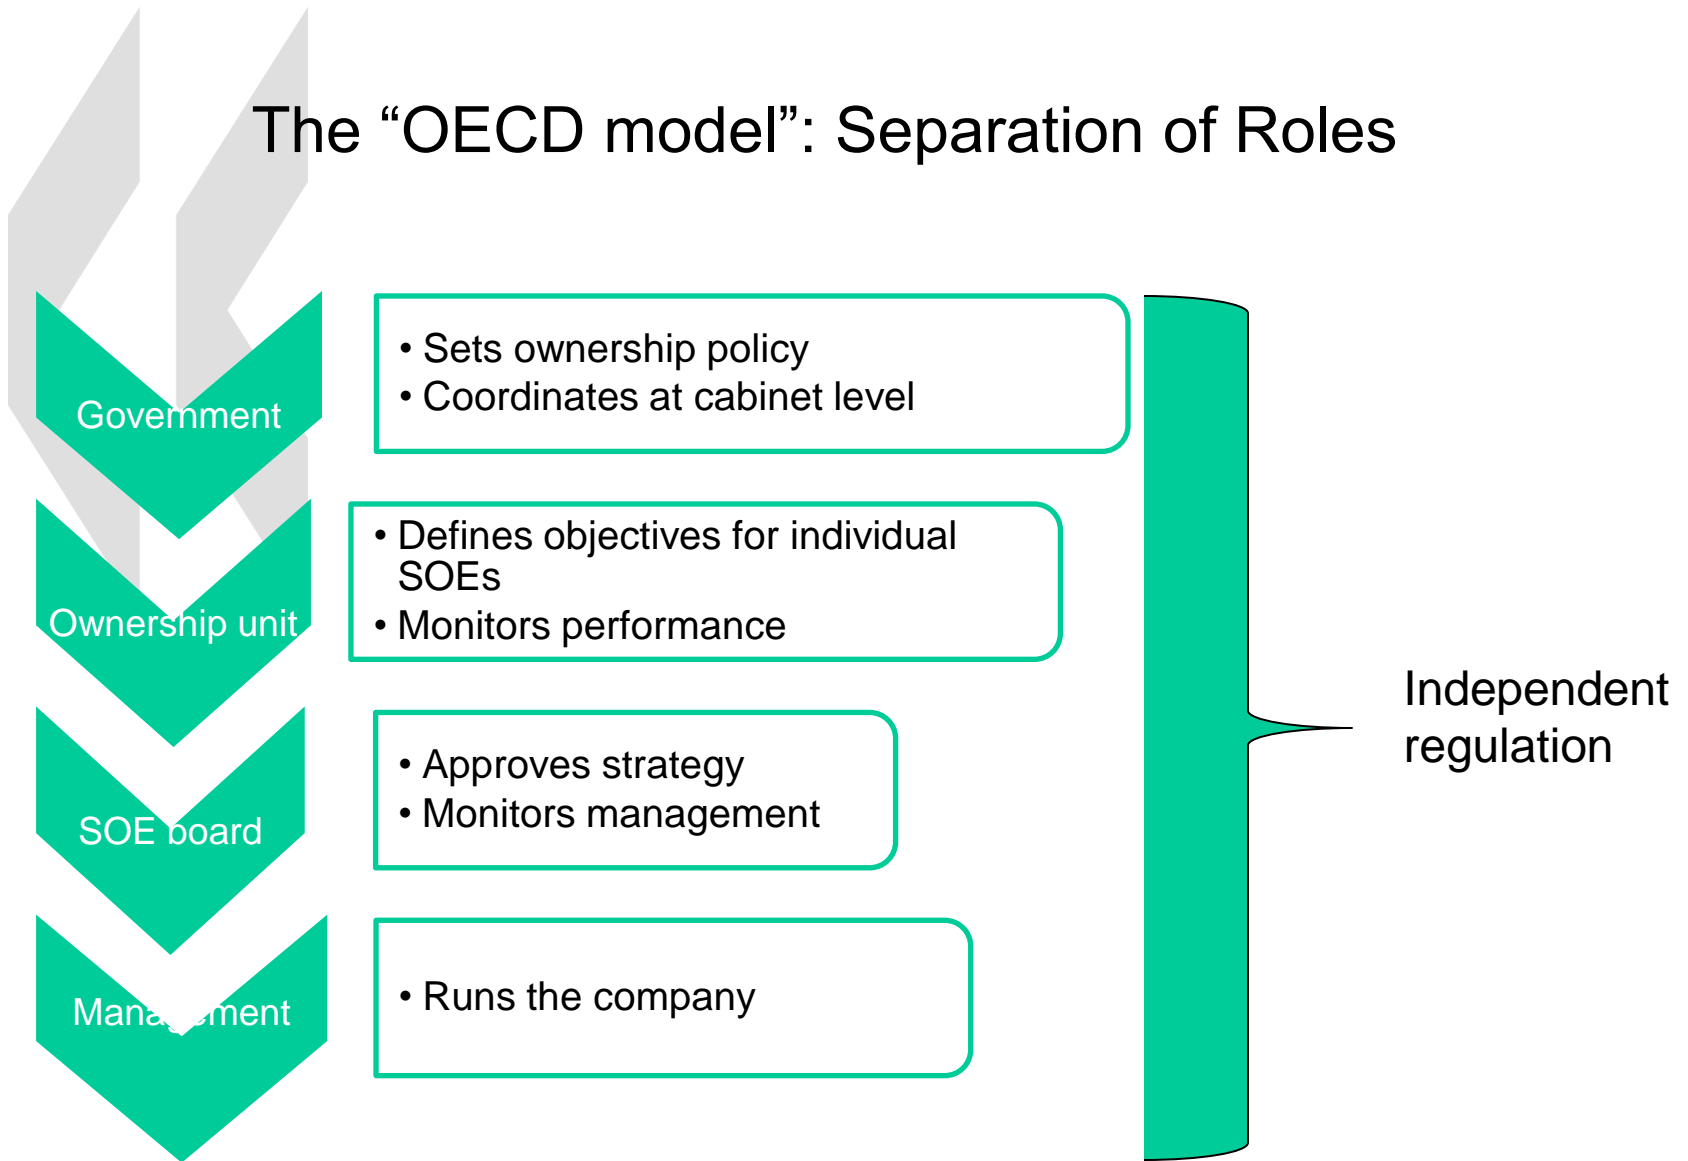 The “OECD model”: Separation of Roles
Government
• Sets ownership policy
• Coordinates at cabinet level
Ownership unit
• Defines objectives for individual
SOEs
• Monitors performance
SOE board
• Approves strategy
• Monitors management
Management
• Runs the company
Independent
regulation